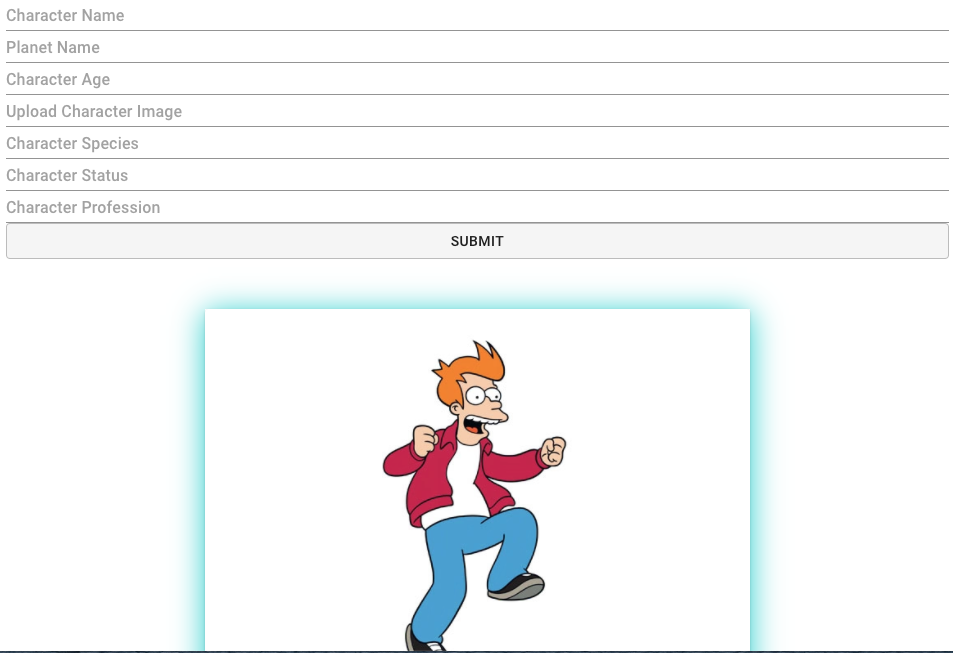 Character Name
Planet Name
Character Age
Upload Character Image
Character Species
Character Status
Character Profession
SUBMIT